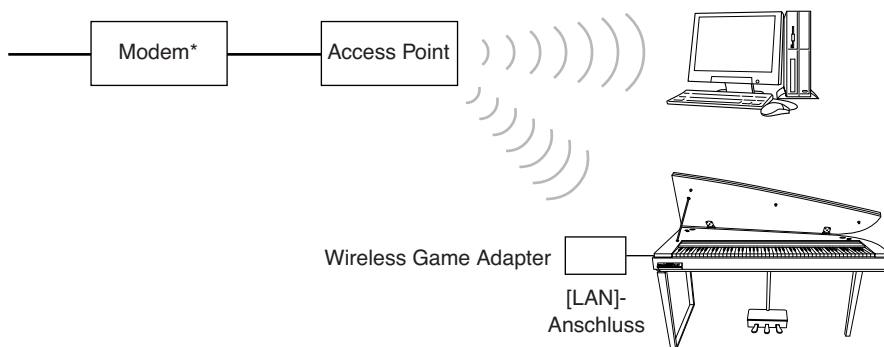 Modem*
Access Point
Wireless Game Adapter
[LAN]-
Anschluss